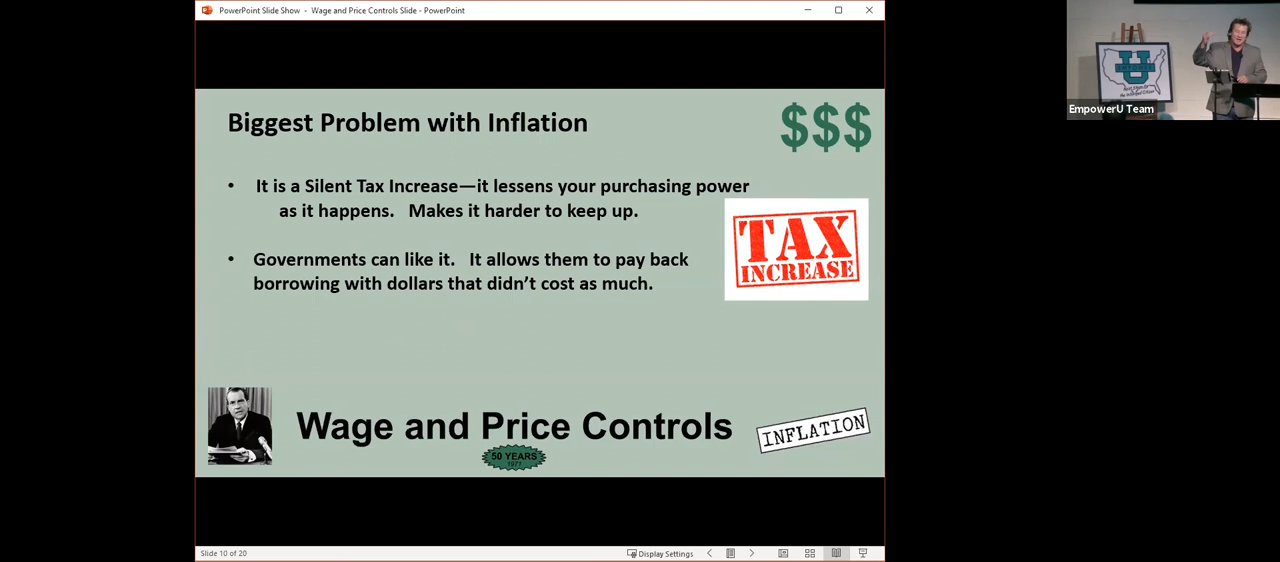 PowerPoint Slide Show - Wage and Price Controls Slide - PowerPoint
Biggest Problem with Inflation
$$$
• It is a Silent Tax Increase—it lessens your purchasing power
as it happens. Makes it harder to keep up.
TAX
INCREASE
• Governments can like it. It allows them to pay back
borrowing with dollars that didn't cost as much.
Wage and Price Controls
INFLATION
50 YEARS
1971
Slide 10 of 20
Display Settings
U
EmpowerU Team